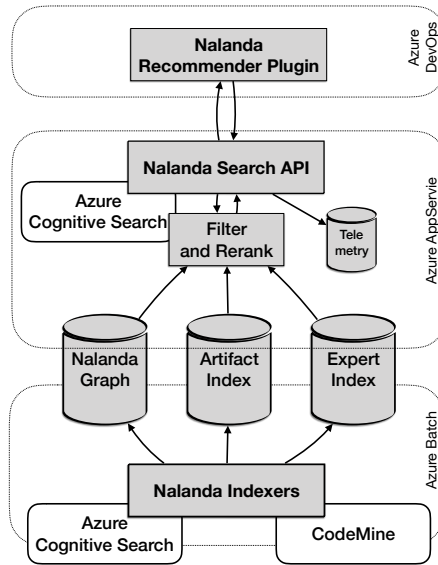 Nalanda
Recommender Plugin
Azure
DevOps
Nalanda Search API
Azure
Cognitive Search
Filter
and Rerank
Tele
metry
Azure AppServie
Nalanda
Graph
Artifact
Index
Expert
Index
Nalanda Indexers
Azure
Cognitive Search
CodeMine
Azure Batch